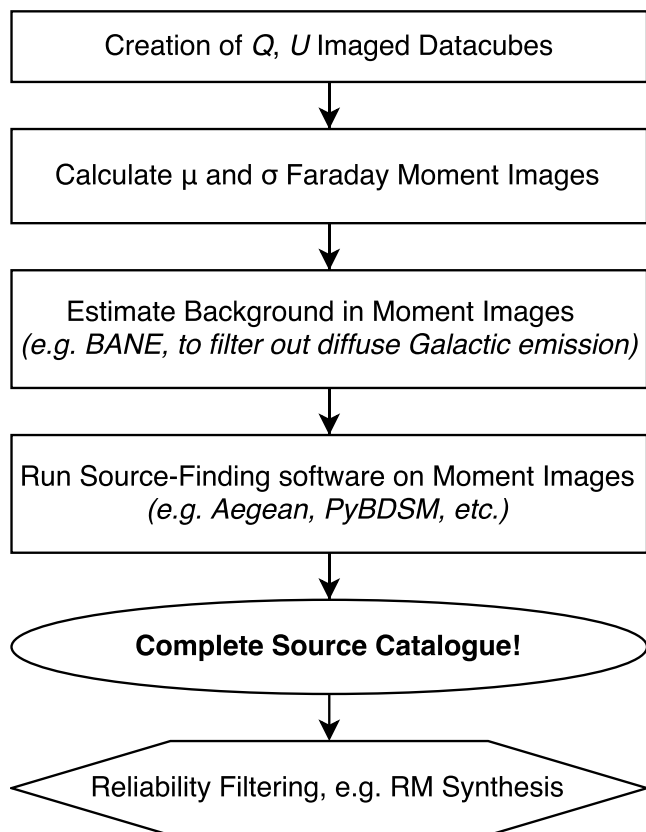 Creation of Q, U Imaged Datacubes
Calculate μ and σ Faraday Moment Images
Estimate Background in Moment Images
(e.g. BANE, to filter out diffuse Galactic emission)
Run Source-Finding software on Moment Images
(e.g. Aegean, PyBDSM, etc.)
Complete Source Catalogue!
Reliability Filtering, e.g. RM Synthesis